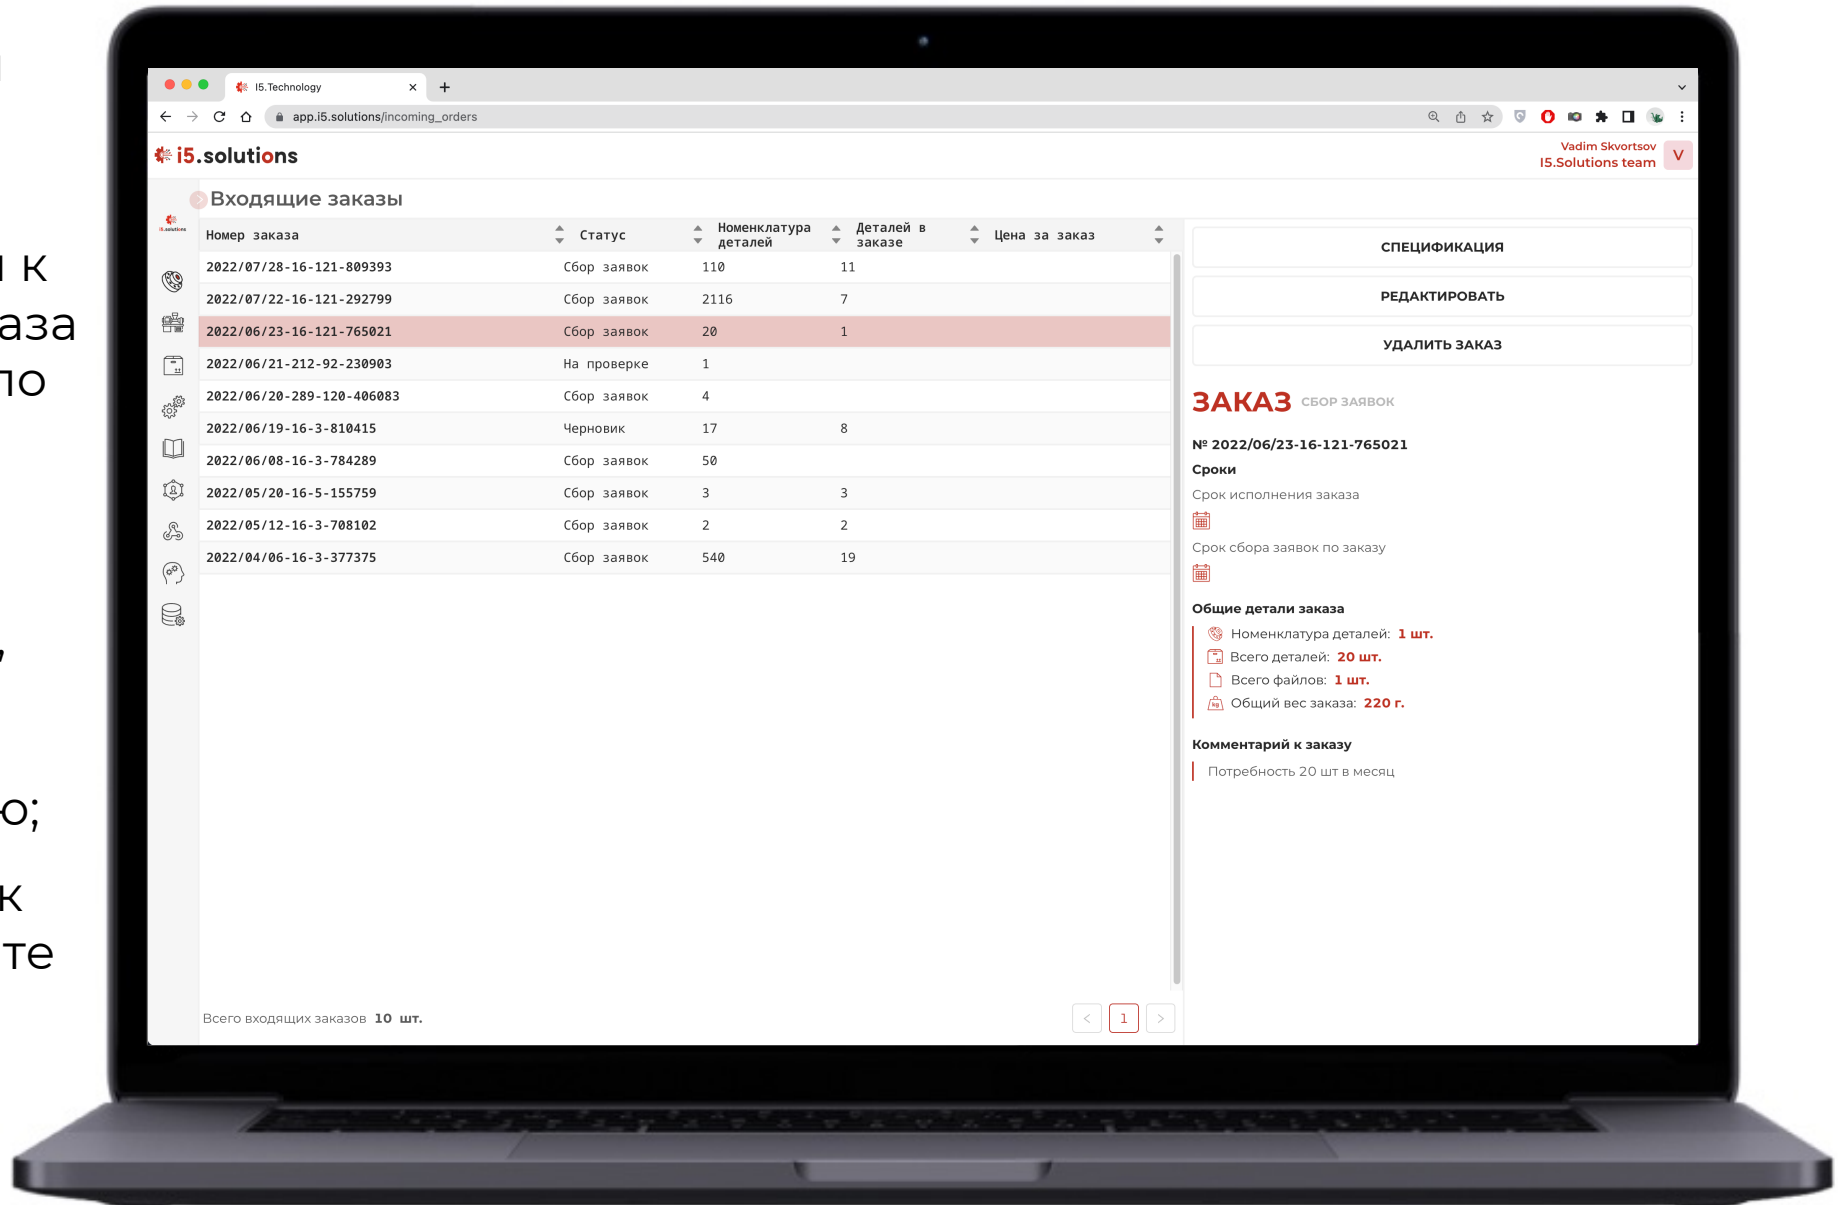 к
аза
ло
,
ю;
к
те
I5.Technology
app.i5.solutions/incoming_orders
i5.solutions
Vadim Skvortsov
I5.Solutions team
V
i5.solutions
Входящие заказы
Номер заказа Статус Номенклатура деталей Деталей в заказе Цена за заказ
2022/07/28-16-121-809393 Сбор заявок 110 11
2022/07/22-16-121-292799 Сбор заявок 2116 7
2022/06/23-16-121-765021 Сбор заявок 20 1
2022/06/21-212-92-230903 На проверке 1
2022/06/20-289-120-406083 Сбор заявок 4
2022/06/19-16-3-810415 Черновик 17 8
2022/06/08-16-3-784289 Сбор заявок 50
2022/05/20-16-5-155759 Сбор заявок 3 3
2022/05/12-16-3-708102 Сбор заявок 2 2
2022/04/06-16-3-377375 Сбор заявок 540 19
Всего входящих заказов 10 шт.
< 1 >
СПЕЦИФИКАЦИЯ
РЕДАКТИРОВАТЬ
УДАЛИТЬ ЗАКАЗ
ЗАКАЗ СБОР ЗАЯВОК
№ 2022/06/23-16-121-765021
Сроки
Срок исполнения заказа
Срок сбора заявок по заказу
Общие детали заказа
Номенклатура деталей: 1 шт.
Всего деталей: 20 шт.
Всего файлов: 1 шт.
kg Общий вес заказа: 220 г.
Комментарий к заказу
Потребность 20 шт в месяц